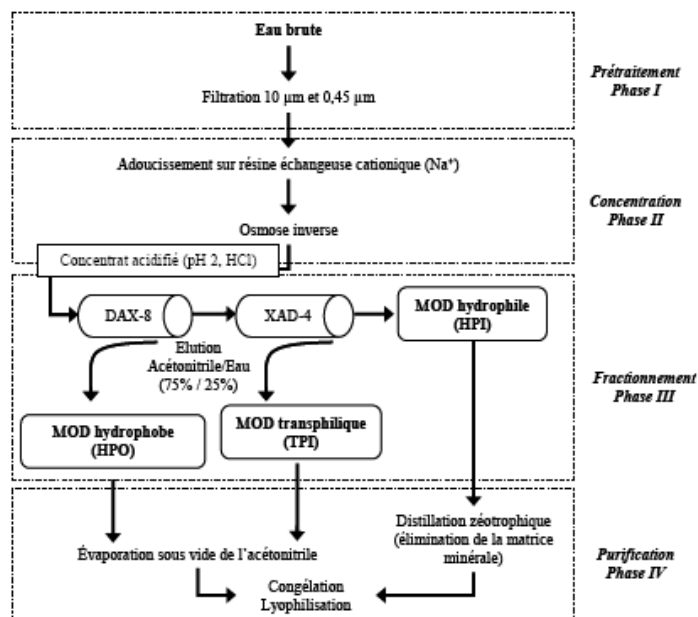 Eau brute
Prétraitement
Phase I
Filtration 10 µm et 0,45 µm
Adoucissement sur résine échangeuse cationique (Na⁺)
Concentration
Phase II
Osmose inverse
Concentrat acidifié (pH 2, HCl)
DAX-8
XAD-4
MOD hydrophile
(HPI)
Elution
Acétonitrile/Eau
(75% / 25%)
Fractionnement
Phase III
MOD hydrophobe
(HPO)
MOD transphilique
(TPI)
Distillation zéotrophique
(élimination de la matrice
minérale)
Évaporation sous vide de l’acétonitrile
Purification
Phase IV
Congélation
Lyophilisation